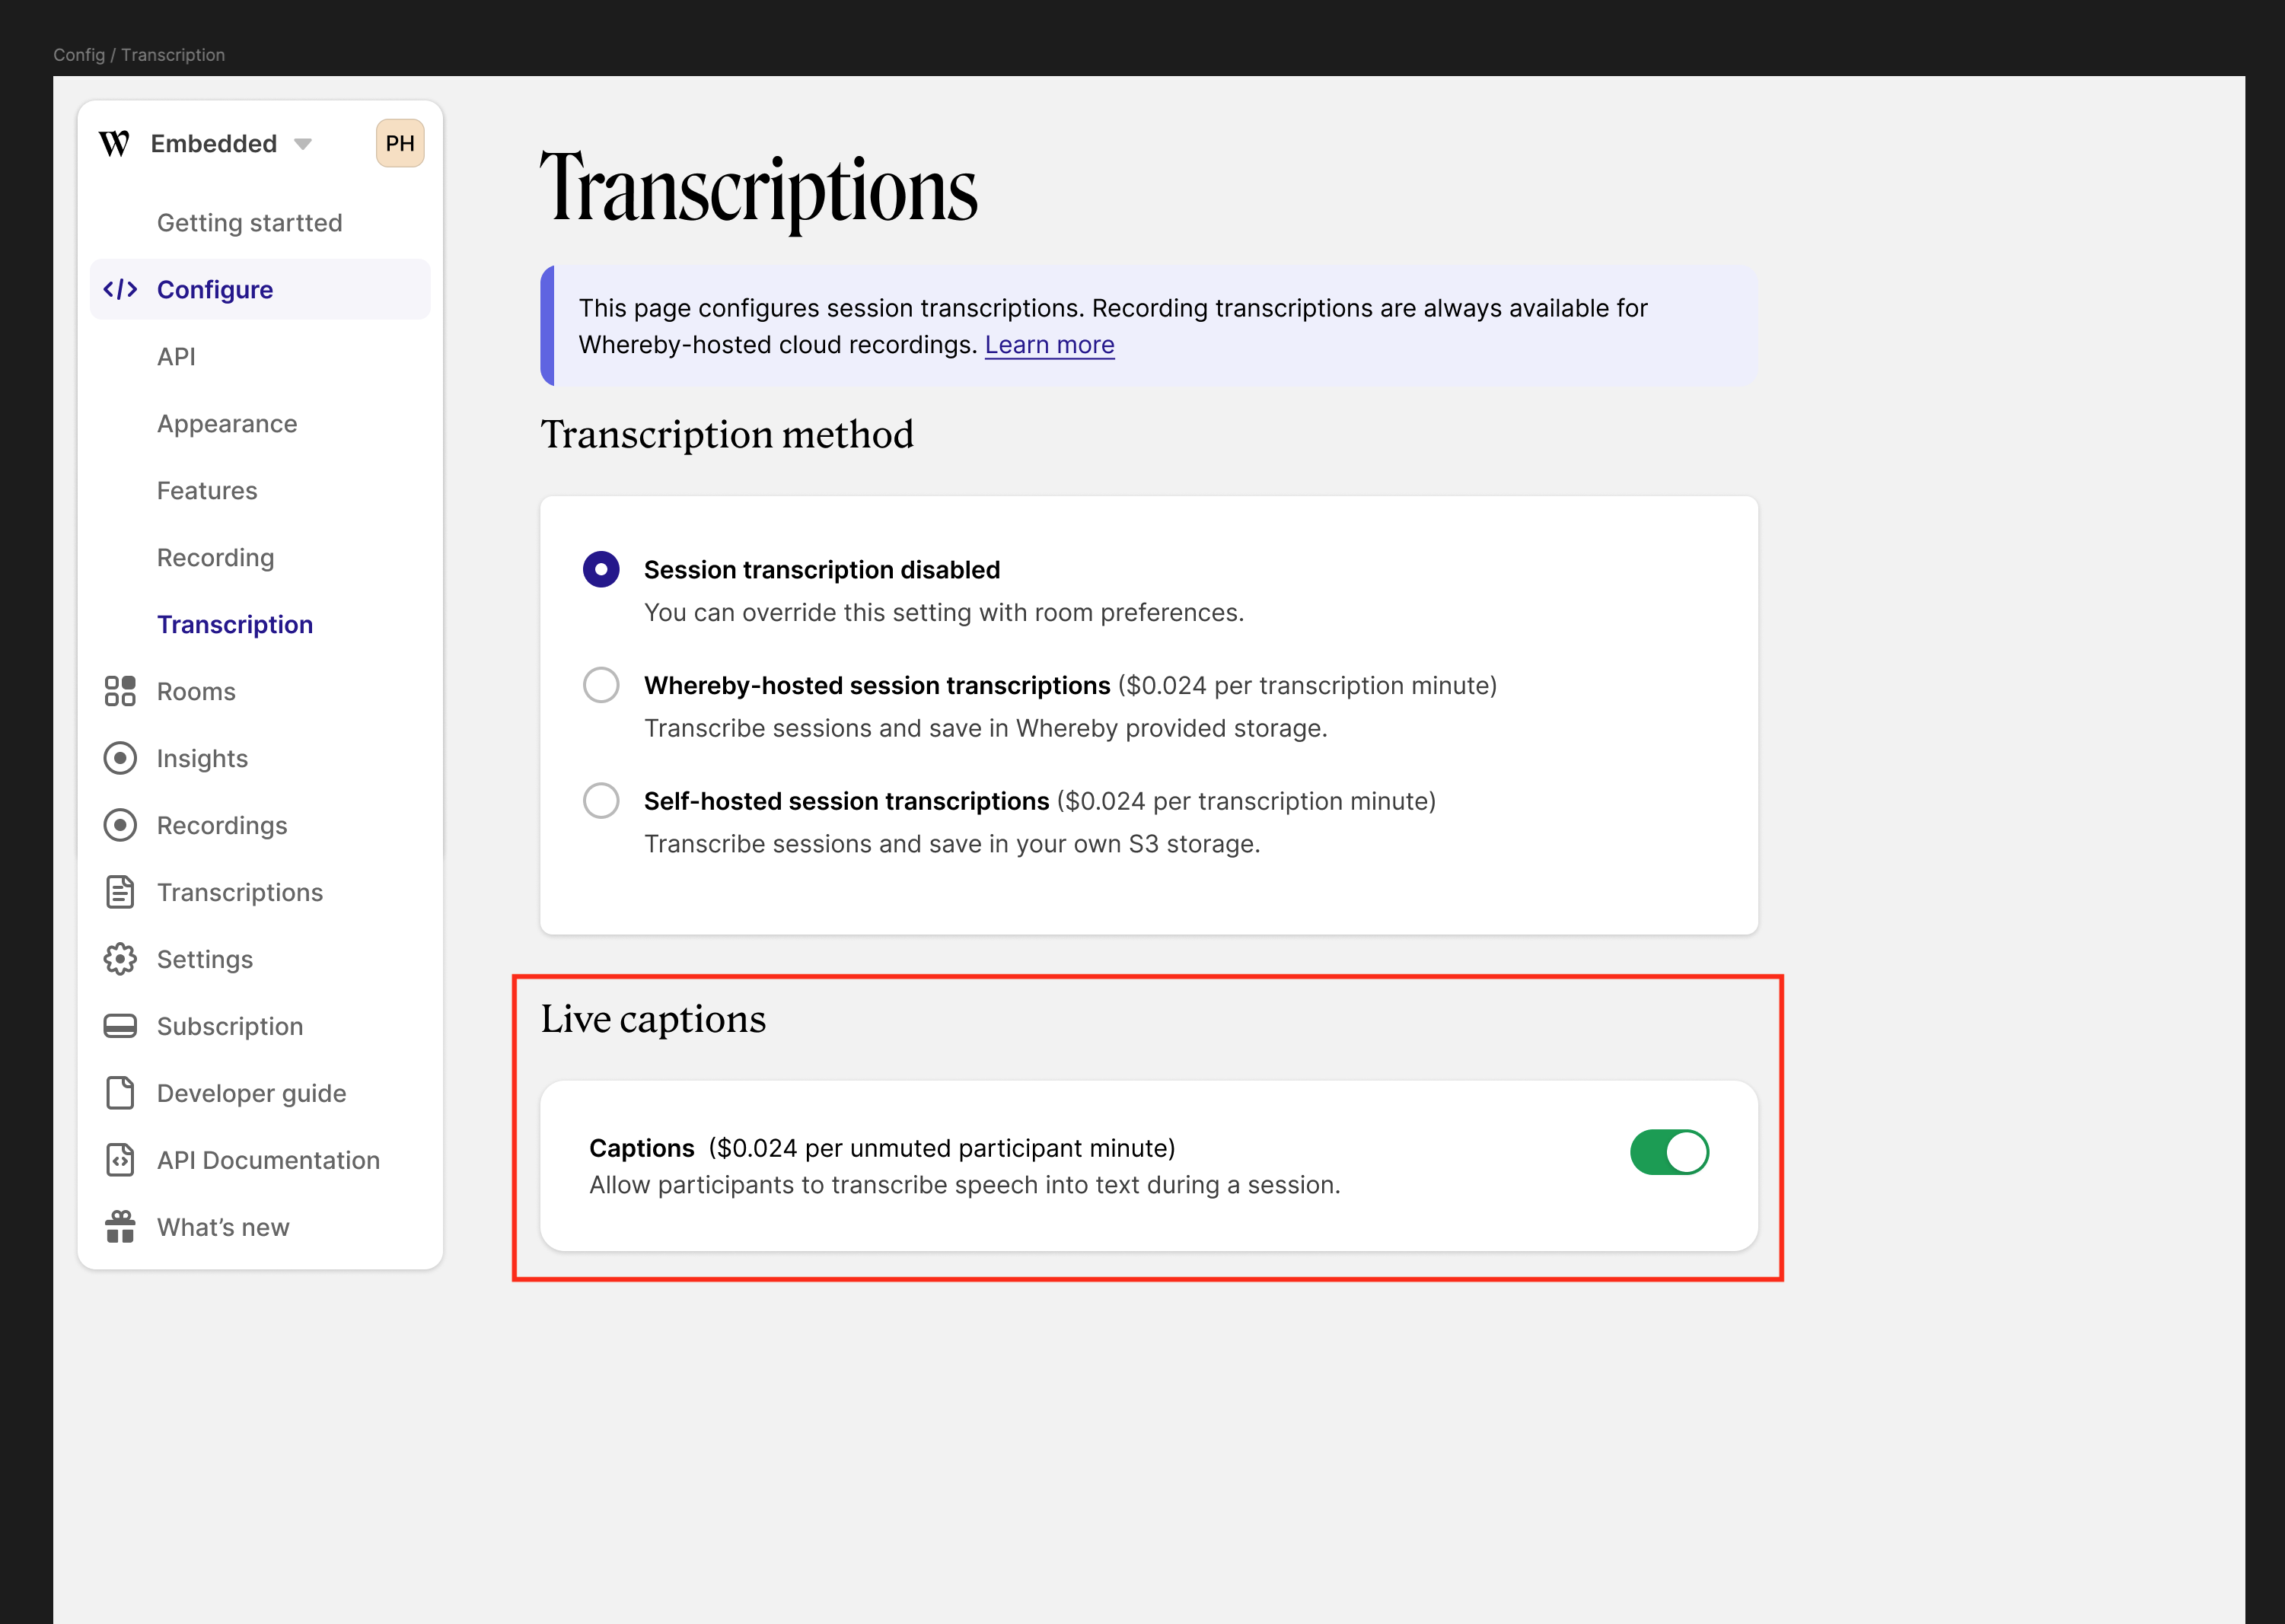 Config / Transcription
Embedded
PH
Getting startted
Configure
API
Appearance
Features
Recording
Transcription
Rooms
Insights
Recordings
Transcriptions
Settings
Subscription
Developer guide
API Documentation
What’s new
Transcriptions
This page configures session transcriptions. Recording transcriptions are always available for
Whereby-hosted cloud recordings. Learn more
Transcription method
Session transcription disabled
You can override this setting with room preferences.
Whereby-hosted session transcriptions ($0.024 per transcription minute)
Transcribe sessions and save in Whereby provided storage.
Self-hosted session transcriptions ($0.024 per transcription minute)
Transcribe sessions and save in your own S3 storage.
Live captions
Captions ($0.024 per unmuted participant minute)
Allow participants to transcribe speech into text during a session.